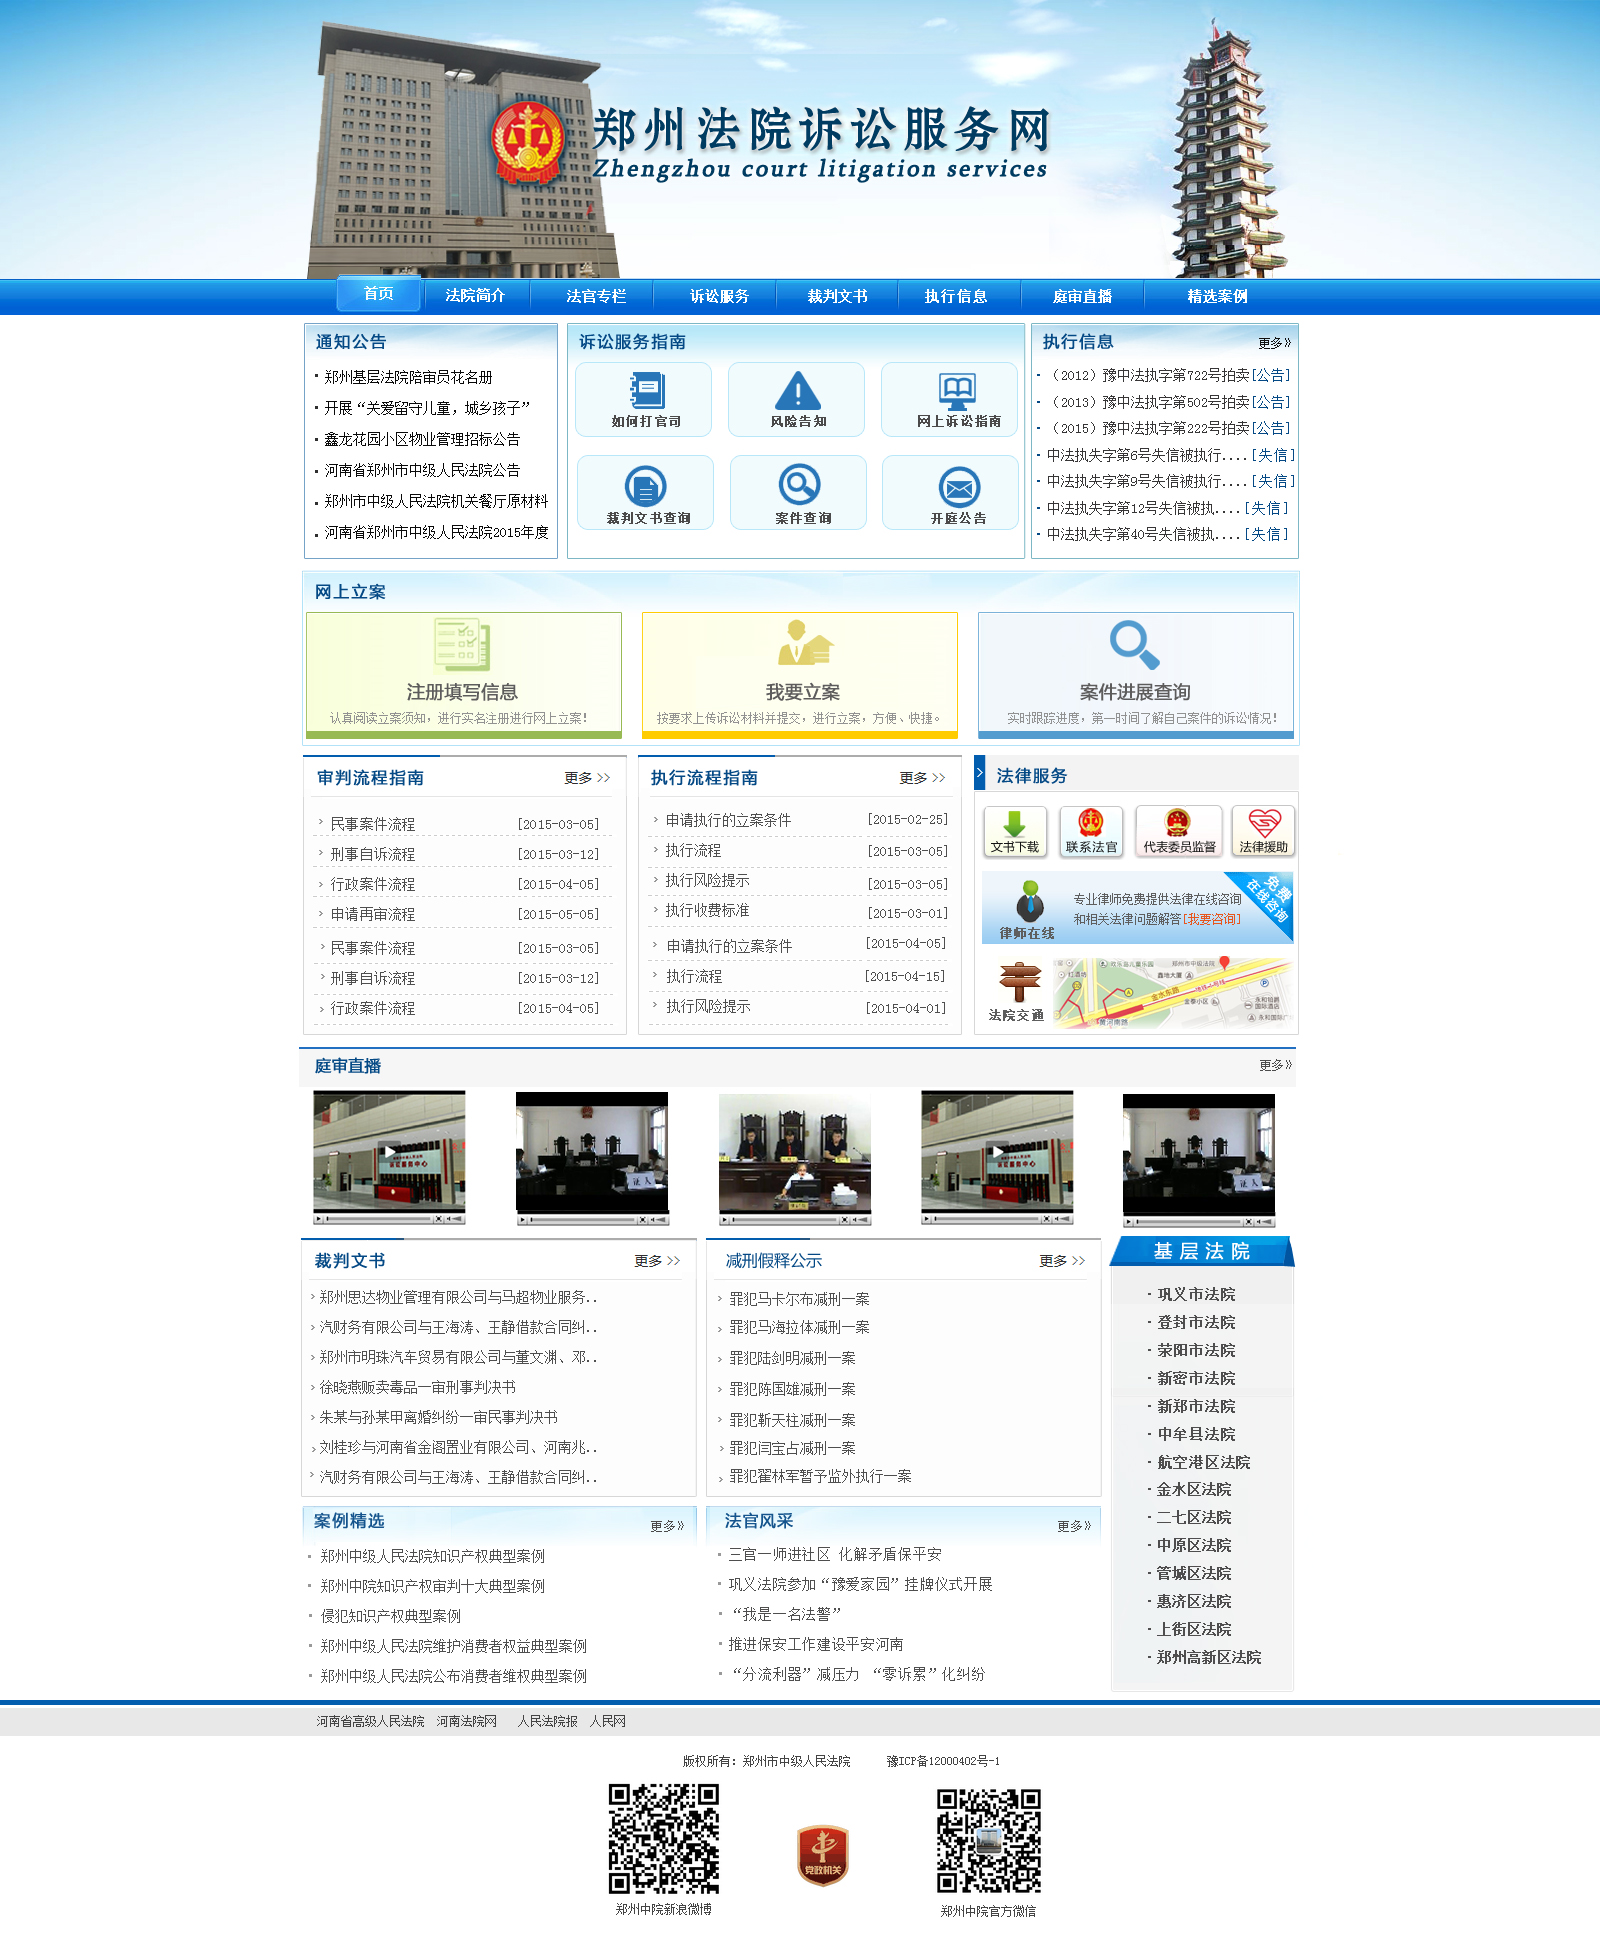 郑州法院诉讼服务网
Zhengzhou court litigation services
首页 法院简介 法官专栏 诉讼服务 裁判文书 执行信息 庭审直播 精选案例
通知公告
郑州基层法院陪审员花名册
开展“关爱留守儿童，城乡孩子”
鑫龙花园小区物业管理招标公告
河南省郑州市中级人民法院公告
郑州市中级人民法院机关餐厅原材料
河南省郑州市中级人民法院2015年度
诉讼服务指南
如何打官司 风险告知 网上诉讼指南
裁判文书查询 案件查询 开庭公告
执行信息 更多》
（2012）豫中法执字第722号拍卖[公告]
（2013）豫中法执字第502号拍卖[公告]
（2015）豫中法执字第222号拍卖[公告]
中法执失字第6号失信被执行....[失信]
中法执失字第9号失信被执行....[失信]
中法执失字第12号失信被执....[失信]
中法执失字第40号失信被执....[失信]
网上立案
注册填写信息
认真阅读立案须知，进行实名注册进行网上立案！
我要立案
按要求上传诉讼材料并提交，进行立案，方便、快捷。
案件进展查询
实时跟踪进度，第一时间了解自己案件的诉讼情况！
审判流程指南 更多 >>
民事案件流程 [2015-03-05]
刑事自诉流程 [2015-03-12]
行政案件流程 [2015-04-05]
申请再审流程 [2015-05-05]
民事案件流程 [2015-03-05]
刑事自诉流程 [2015-03-12]
行政案件流程 [2015-04-05]
执行流程指南 更多 >>
申请执行的立案条件 [2015-02-25]
执行流程 [2015-03-05]
执行风险提示 [2015-03-05]
执行收费标准 [2015-03-01]
申请执行的立案条件 [2015-04-05]
执行流程 [2015-04-15]
执行风险提示 [2015-04-01]
法律服务
文书下载 联系法官 代表委员监督 法律援助
律师在线
专业律师免费提供法律在线咨询
和相关法律问题解答[我要咨询]
免费
在线咨询
法院交通
郑州市中级法院
鑫地大厦
金水东路
黄河南路
庭审直播 更多》
证人
证人
裁判文书 更多 >>
郑州思达物业管理有限公司与马超物业服务..
汽财务有限公司与王海涛、王静借款合同纠..
郑州市明珠汽车贸易有限公司与董文渊、邓..
徐晓燕贩卖毒品一审刑事判决书
朱某与孙某甲离婚纠纷一审民事判决书
刘桂珍与河南省金阁置业有限公司、河南兆..
汽财务有限公司与王海涛、王静借款合同纠..
减刑假释公示 更多 >>
罪犯马卡尔布减刑一案
罪犯马海拉体减刑一案
罪犯陆剑明减刑一案
罪犯陈国雄减刑一案
罪犯靳天柱减刑一案
罪犯闫宝占减刑一案
罪犯翟林军暂予监外执行一案
基层法院
巩义市法院
登封市法院
荥阳市法院
新密市法院
新郑市法院
中牟县法院
航空港区法院
金水区法院
二七区法院
中原区法院
管城区法院
惠济区法院
上街区法院
郑州高新区法院
案例精选 更多》
郑州中级人民法院知识产权典型案例
郑州中院知识产权审判十大典型案例
侵犯知识产权典型案例
郑州中级人民法院维护消费者权益典型案例
郑州中级人民法院公布消费者维权典型案例
法官风采 更多》
三官一师进社区 化解矛盾保平安
巩义法院参加“豫爱家园”挂牌仪式开展
“我是一名法警”
推进保安工作建设平安河南
“分流利器”减压力 “零诉累”化纠纷
河南省高级人民法院 河南法院网 人民法院报 人民网
版权所有：郑州市中级人民法院 豫ICP备12000402号-1
党政机关
郑州中院新浪微博
郑州中院官方微信